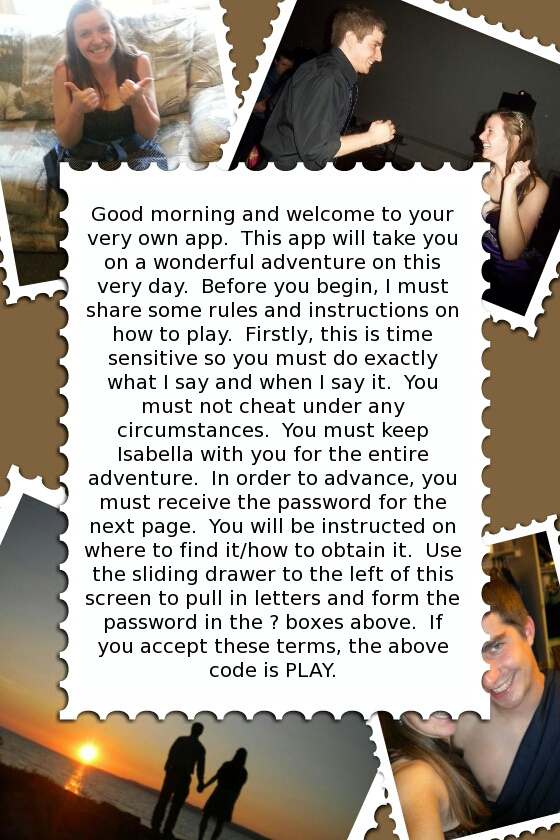 Good morning and welcome to your
very own app.  This app will take you
on a wonderful adventure on this
very day.  Before you begin, I must
share some rules and instructions on
how to play.  Firstly, this is time
sensitive so you must do exactly
what I say and when I say it.  You
must not cheat under any
circumstances.  You must keep
Isabella with you for the entire
adventure.  In order to advance, you
must receive the password for the
next page.  You will be instructed on
where to find it/how to obtain it.  Use
the sliding drawer to the left of this
screen to pull in letters and form the
password in the ? boxes above.  If
you accept these terms, the above
code is PLAY.